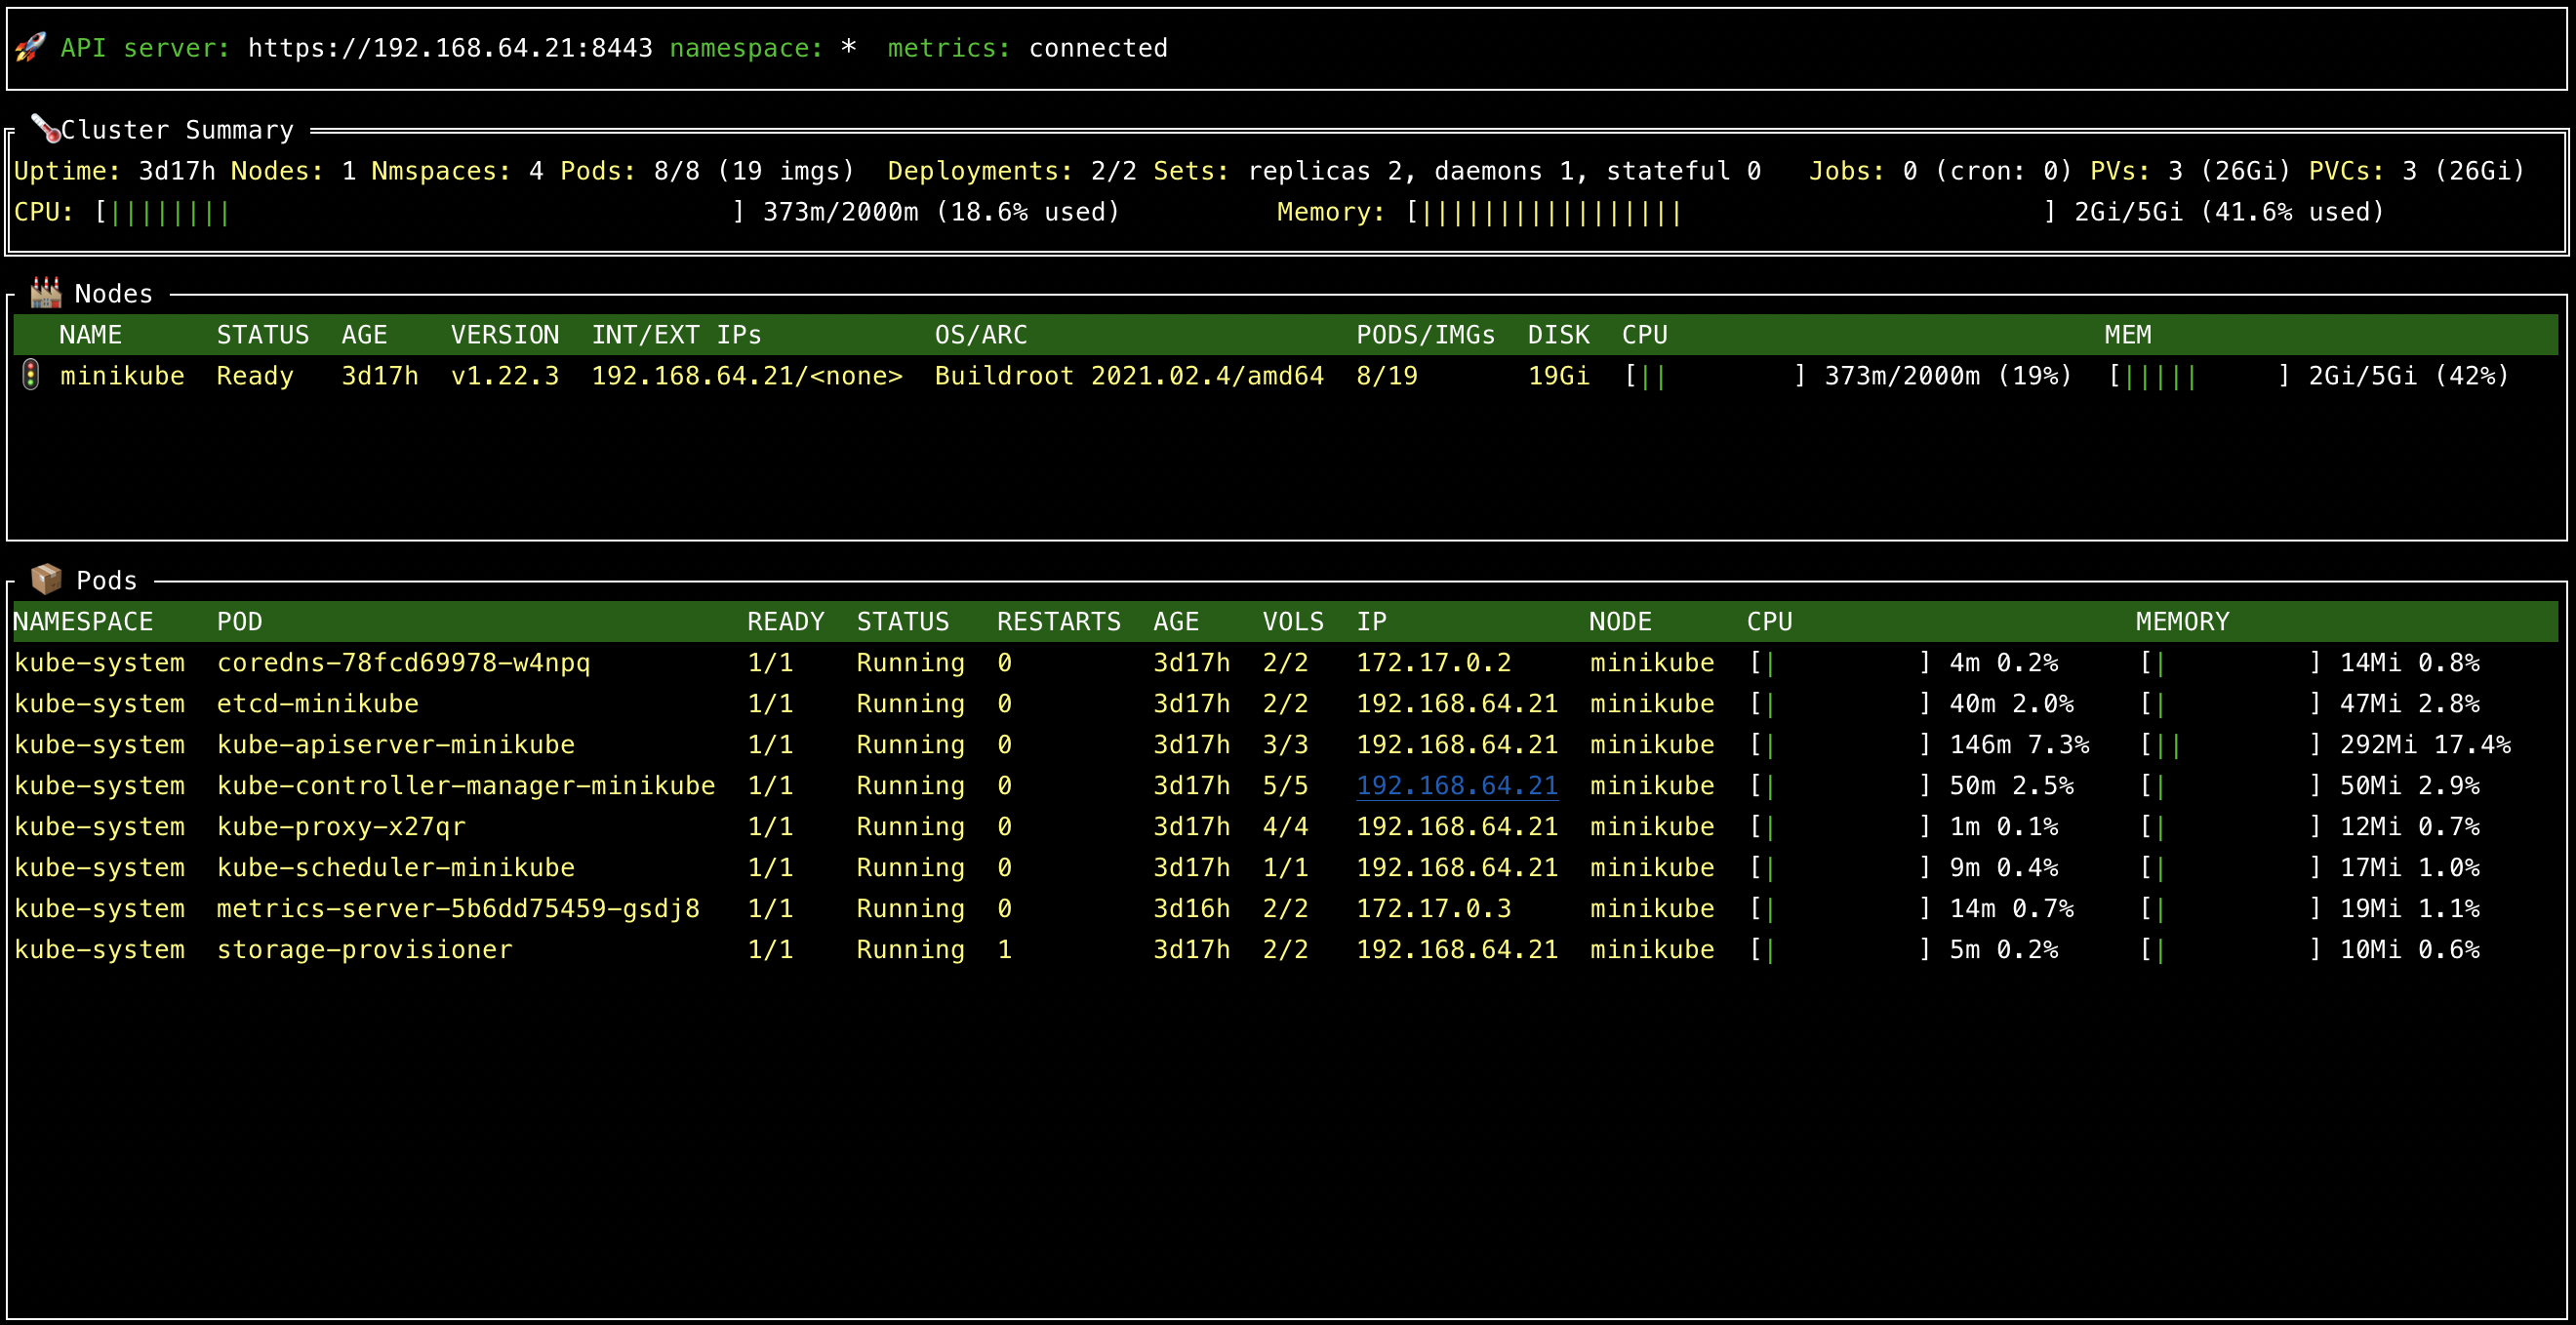 API server: https://192.168.64.21:8443 namespace: * metrics: connected
Cluster Summary
Uptime: 3d17h Nodes: 1 Nmspaces: 4 Pods: 8/8 (19 imgs) Deployments: 2/2 Sets: replicas 2, daemons 1, stateful 0 Jobs: 0 (cron: 0) PVs: 3 (26Gi) PVCs: 3 (26Gi)
CPU: [||||||||] 373m/2000m (18.6% used) Memory: [|||||||||||||||||] 2Gi/5Gi (41.6% used)
Nodes
NAME STATUS AGE VERSION INT/EXT IPs OS/ARC PODS/IMGs DISK CPU MEM
minikube Ready 3d17h v1.22.3 192.168.64.21/<none> Buildroot 2021.02.4/amd64 8/19 19Gi [||] 373m/2000m (19%) [|||||] 2Gi/5Gi (42%)
Pods
NAMESPACE POD READY STATUS RESTARTS AGE VOLS IP NODE CPU MEMORY
kube-system coredns-78fcd69978-w4npq 1/1 Running 0 3d17h 2/2 172.17.0.2 minikube [|] 4m 0.2% [|] 14Mi 0.8%
kube-system etcd-minikube 1/1 Running 0 3d17h 2/2 192.168.64.21 minikube [|] 40m 2.0% [|] 47Mi 2.8%
kube-system kube-apiserver-minikube 1/1 Running 0 3d17h 3/3 192.168.64.21 minikube [|] 146m 7.3% [||] 292Mi 17.4%
kube-system kube-controller-manager-minikube 1/1 Running 0 3d17h 5/5 192.168.64.21 minikube [|] 50m 2.5% [|] 50Mi 2.9%
kube-system kube-proxy-x27qr 1/1 Running 0 3d17h 4/4 192.168.64.21 minikube [|] 1m 0.1% [|] 12Mi 0.7%
kube-system kube-scheduler-minikube 1/1 Running 0 3d17h 1/1 192.168.64.21 minikube [|] 9m 0.4% [|] 17Mi 1.0%
kube-system metrics-server-5b6dd75459-gsdj8 1/1 Running 0 3d16h 2/2 172.17.0.3 minikube [|] 14m 0.7% [|] 19Mi 1.1%
kube-system storage-provisioner 1/1 Running 1 3d17h 2/2 192.168.64.21 minikube [|] 5m 0.2% [|] 10Mi 0.6%